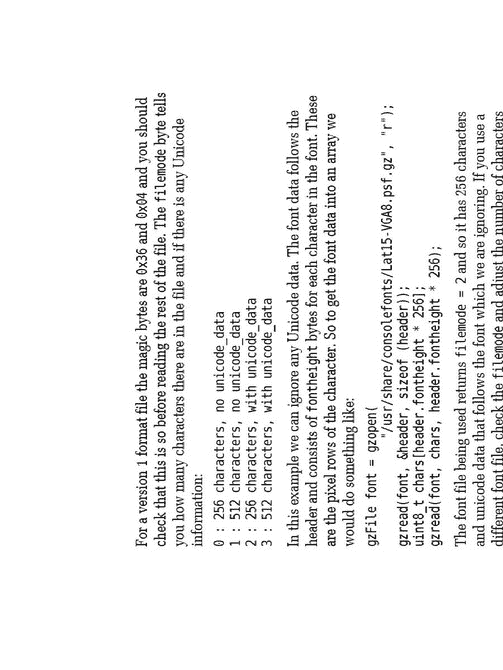 For a version 1 format file the magic bytes are 0x36 and 0x04 and you should
check that this is so before reading the rest of the file. The filemode byte tells
you how many characters there are in the file and if there is any Unicode
information:
0 : 256 characters, no unicode_data
1 : 512 characters, no unicode_data
2 : 256 characters, with unicode_data
3 : 512 characters, with unicode_data
In this example we can ignore any Unicode data. The font data follows the
header and consists of fontheight bytes for each character in the font. These
are the pixel rows of the character. So to get the font data into an array we
would do something like:
gzFile font = gzopen(
"/usr/share/consolefonts/Lat15-VGA8.psf.gz", "r");
gzread(font, &header, sizeof (header));
uint8_t chars[header.fontheight * 256];
gzread(font, chars, header.fontheight * 256);
The font file being used returns filemode = 2 and so it has 256 characters
and unicode data that follows the font which we are ignoring. If you use a
different font file, check the filemode and adjust the number of characters